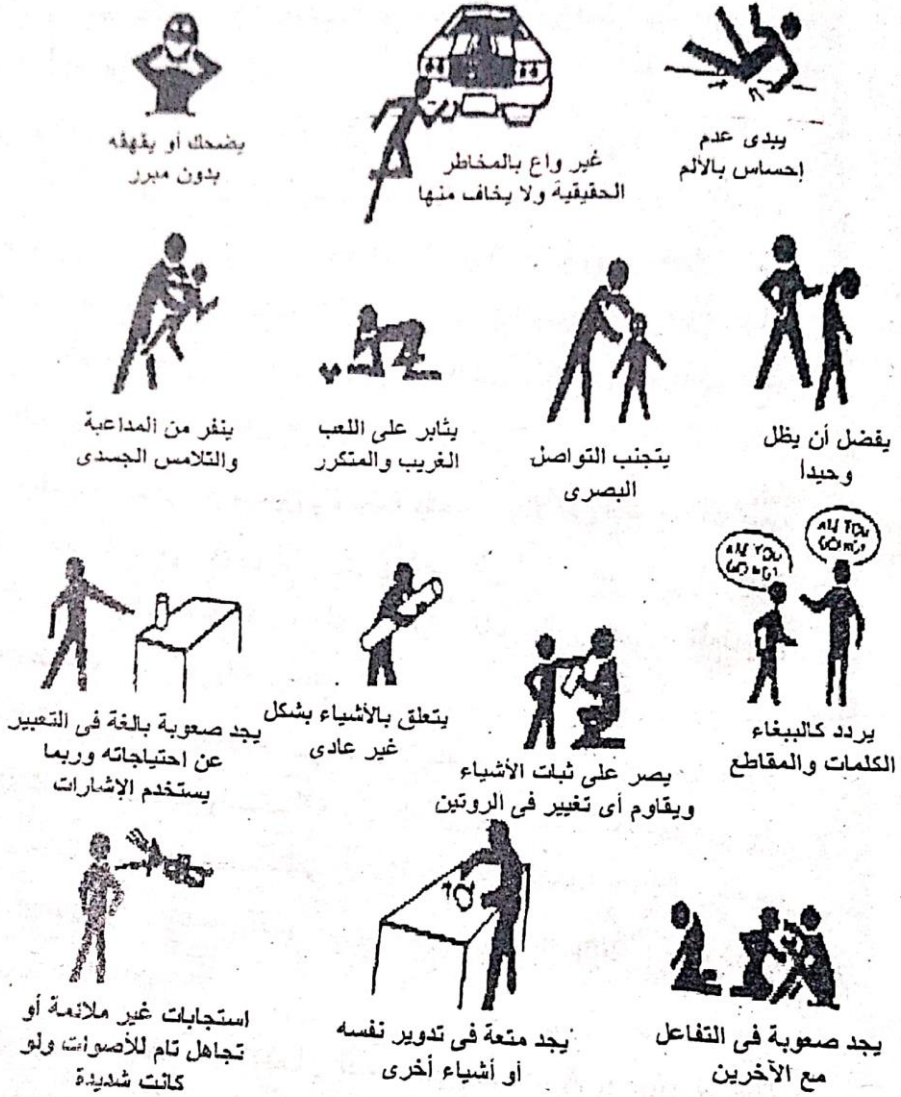 يبدى عدم
إحساس بالألم
غير واع بالمخاطر
الحقيقية ولا يخاف منها
يضحك أو يقهقه
بدون مبرر
يفضل أن يظل
وحيدا
يتجنب التواصل
البصرى
يثابر على اللعب
الغريب والمتكرر
ينفر من المداعبة
والتلامس الجسدى
يردد كالببغاء
الكلمات والمقاطع
يصر على ثبات الأشياء
ويقاوم أى تغيير فى الروتين
يتعلق بالأشياء بشكل
غير عادى
يجد صعوبة بالغة فى التعبير
عن احتياجاته وربما
يستخدم الإشارات
يجد صعوبة فى التفاعل
مع الآخرين
يجد متعة فى تدوير نفسه
أو أشياء أخرى
استجابات غير ملائمة أو
تجاهل تام للأصوات ولو
كانت شديدة